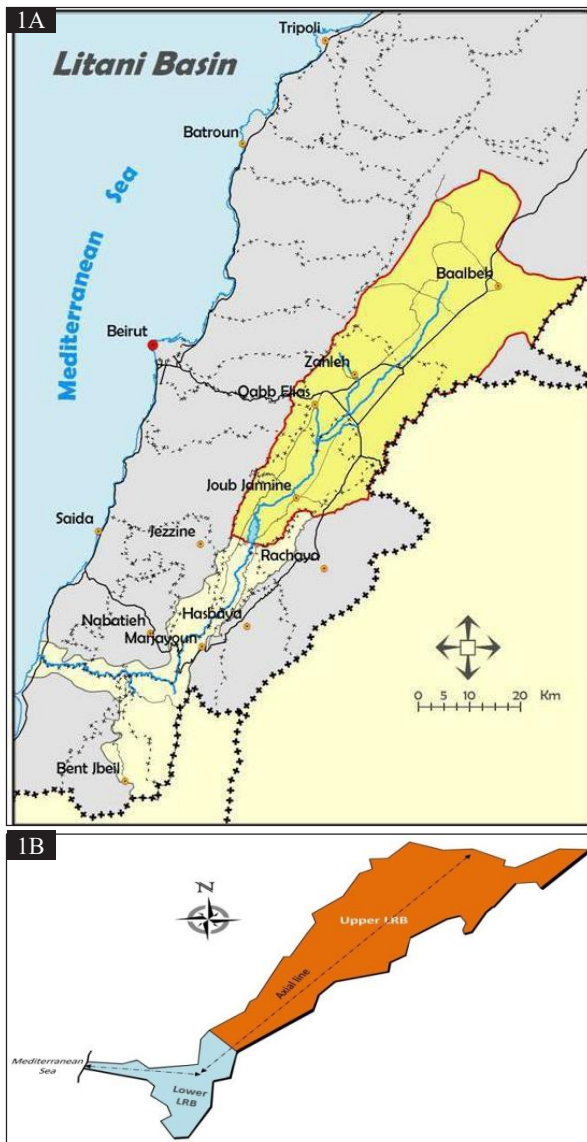 1A
Tripoli
Litani Basin
Batroun
Mediterranean Sea
Baalbek
Beirut
Zahleh
Qabb Ellas
Joub Jannine
Saida
Jezzine
Rachaya
Nabatieh
Hasbaya
Marjayoun
0 5 10 20 Km
Bent Jbeil
1B
N
Upper LRB
Axial line
Mediterranean
Sea
Lower
LRB